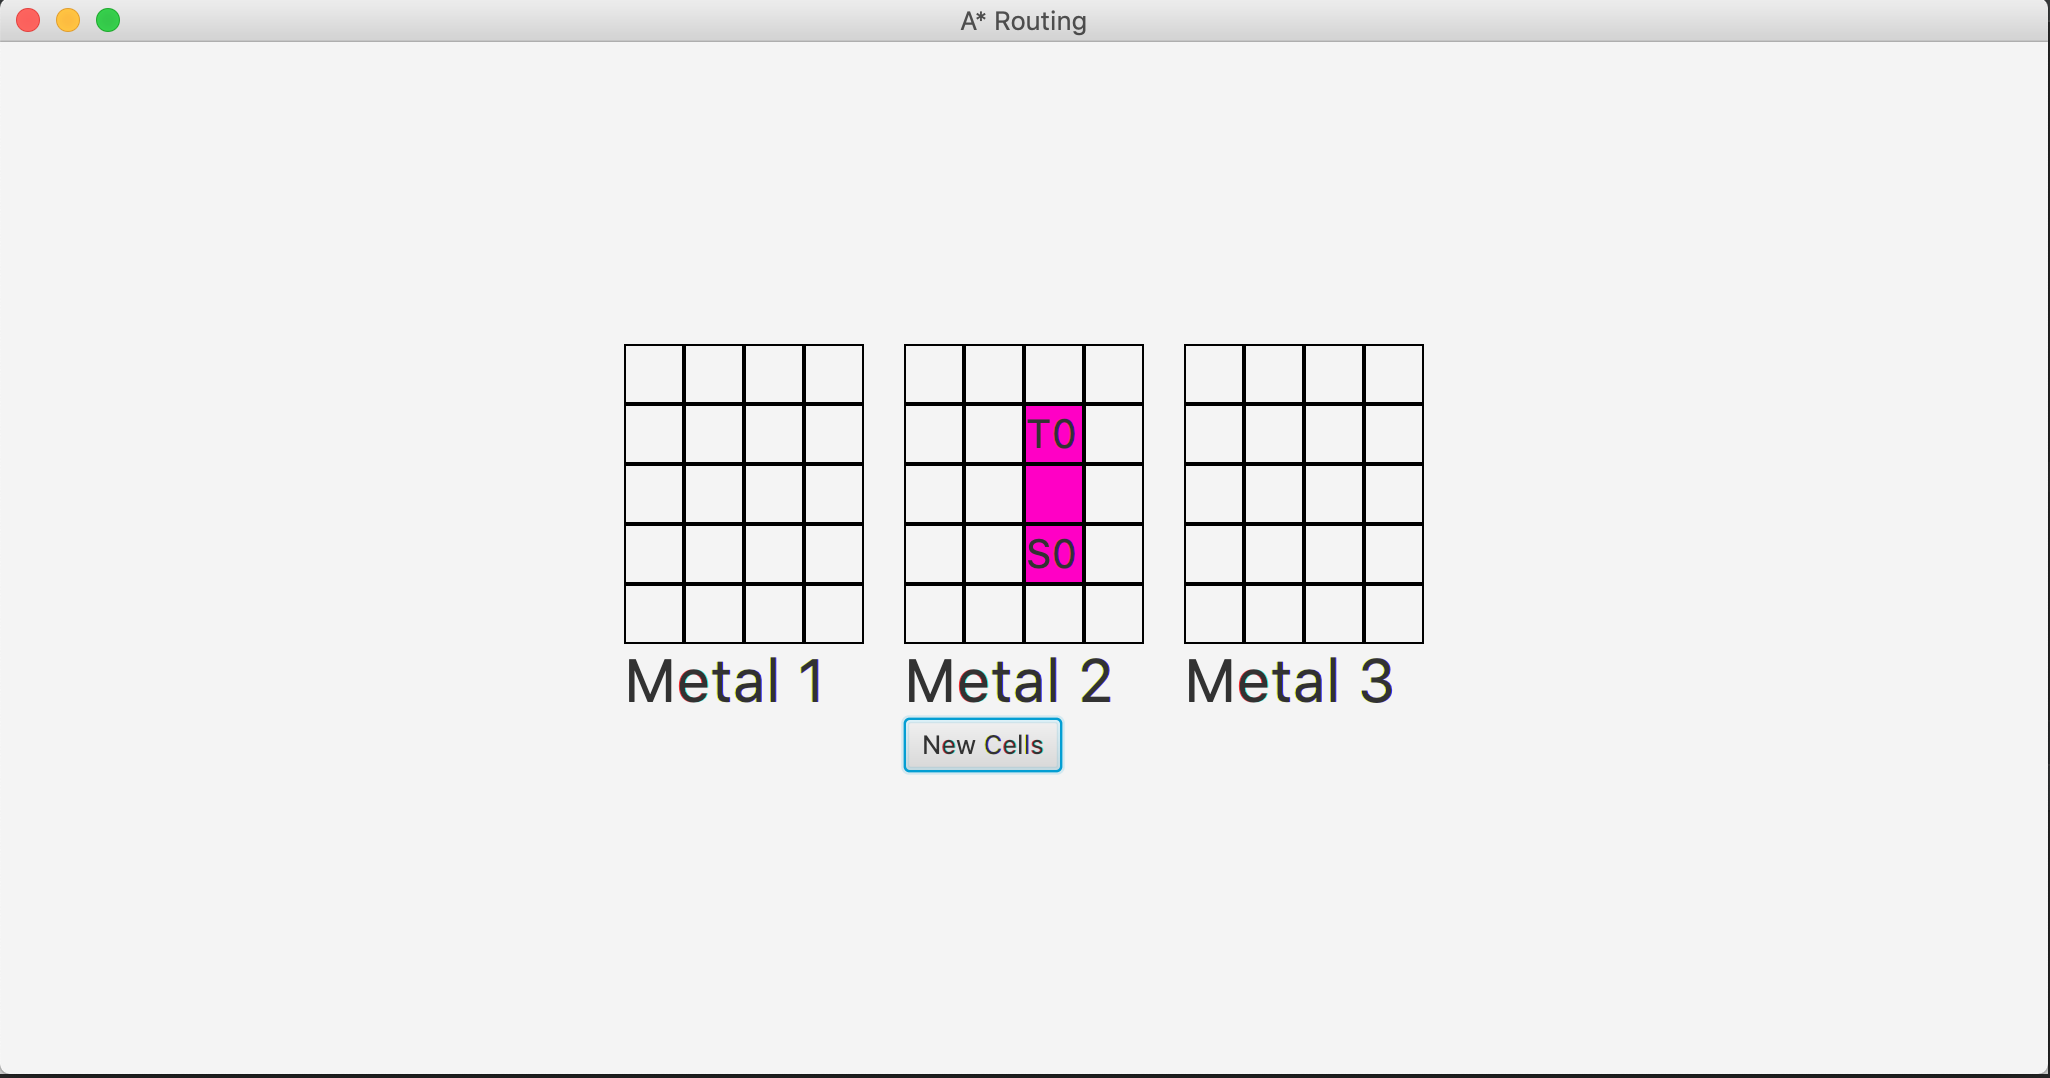 A* Routing
T0
S0
Metal 1 Metal 2 Metal 3
New Cells